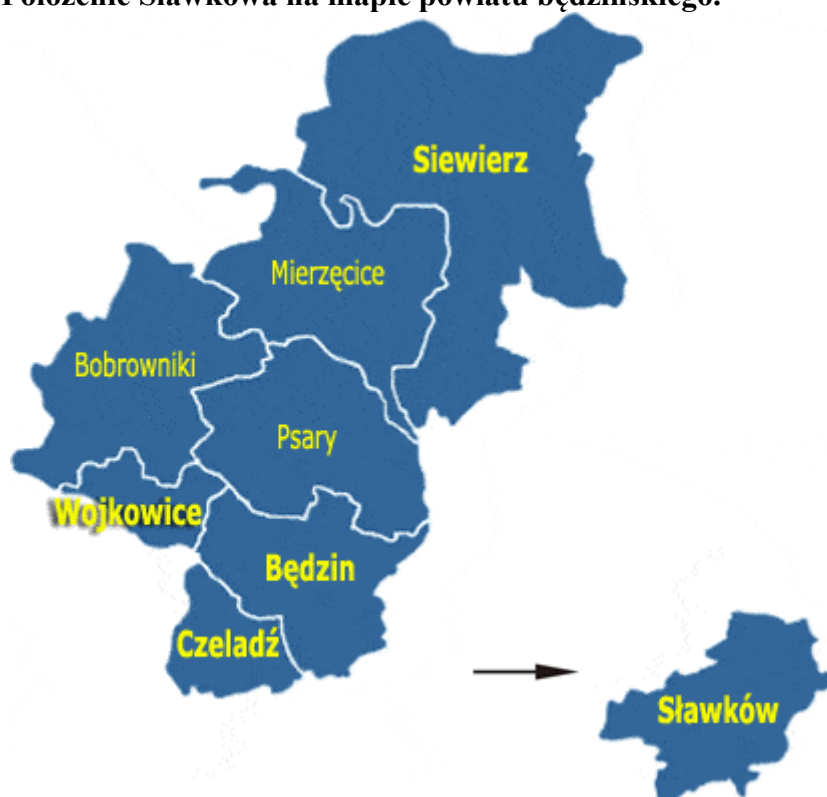 Położenie Sławkowa na mapie powiatu będzińskiego.
Siewierz
Mierzęcice
Bobrowniki
Psary
Wojkowice
Będzin
Czeladź
Sławków